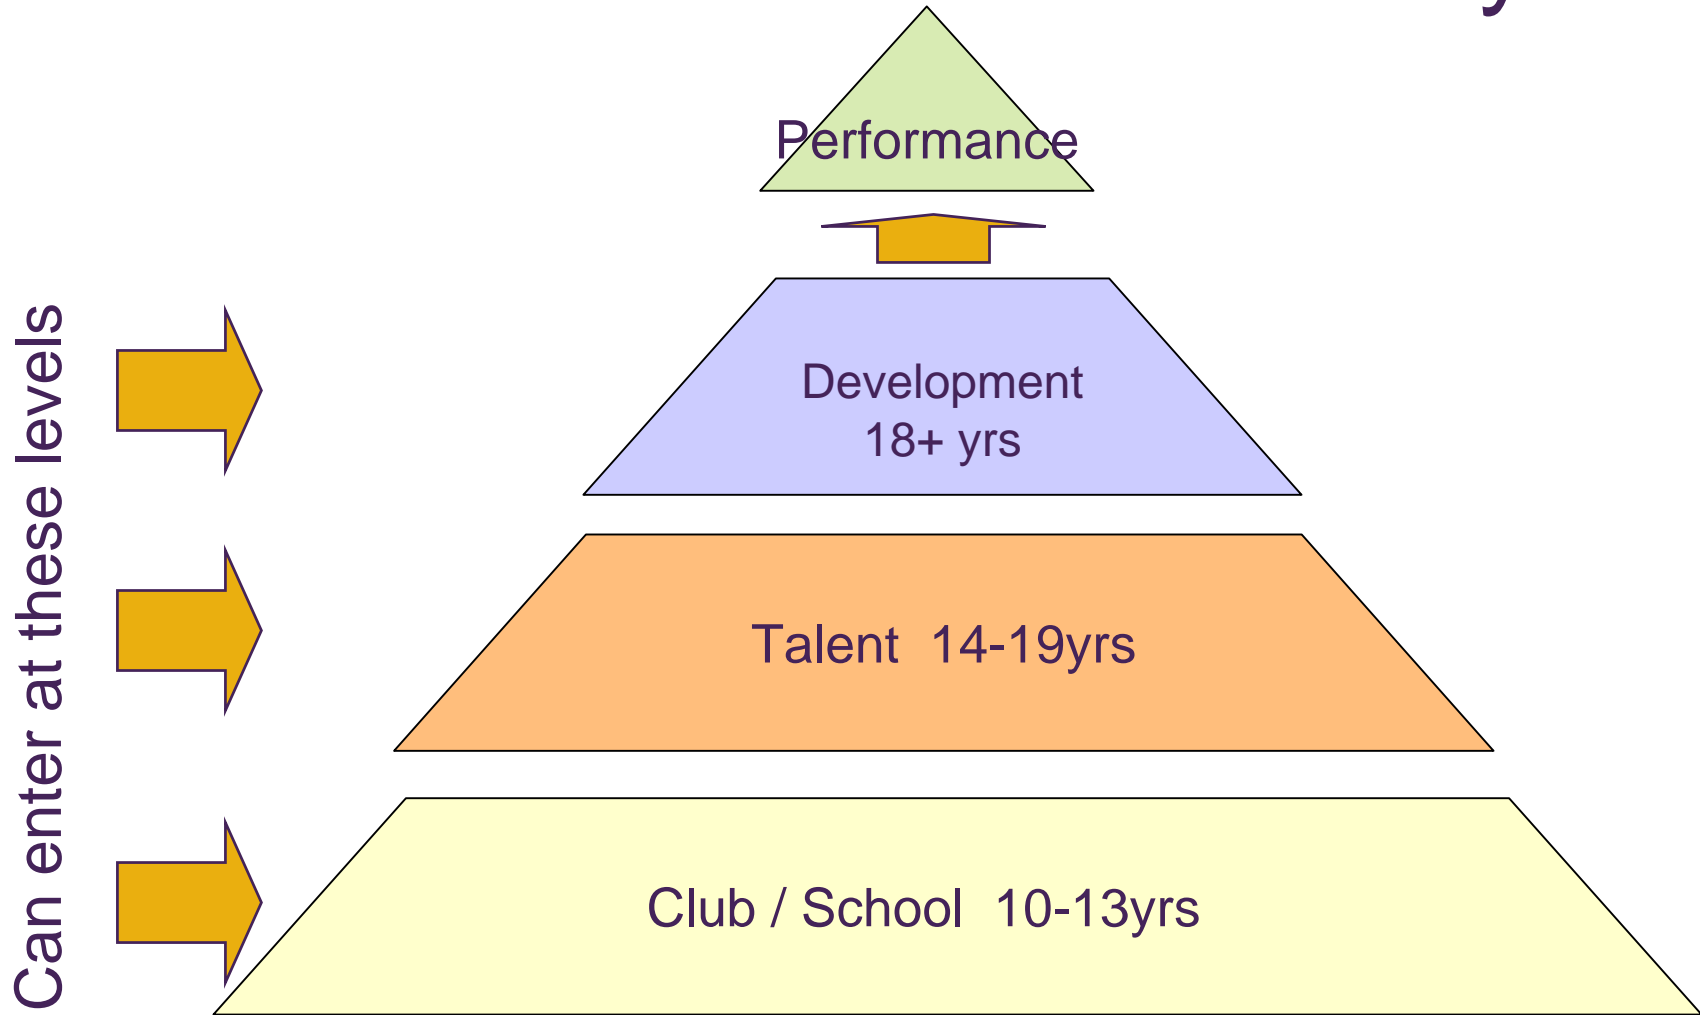 Performance
Development
18+ yrs
Talent 14-19yrs
Club / School 10-13yrs
Can enter at these levels